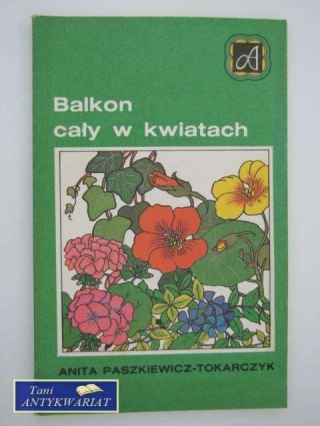 A
Balkon
cały w kwiatach
ANITA PASZKIEWICZ-TOKARCZYK
Tani
ANTYKWARIAT